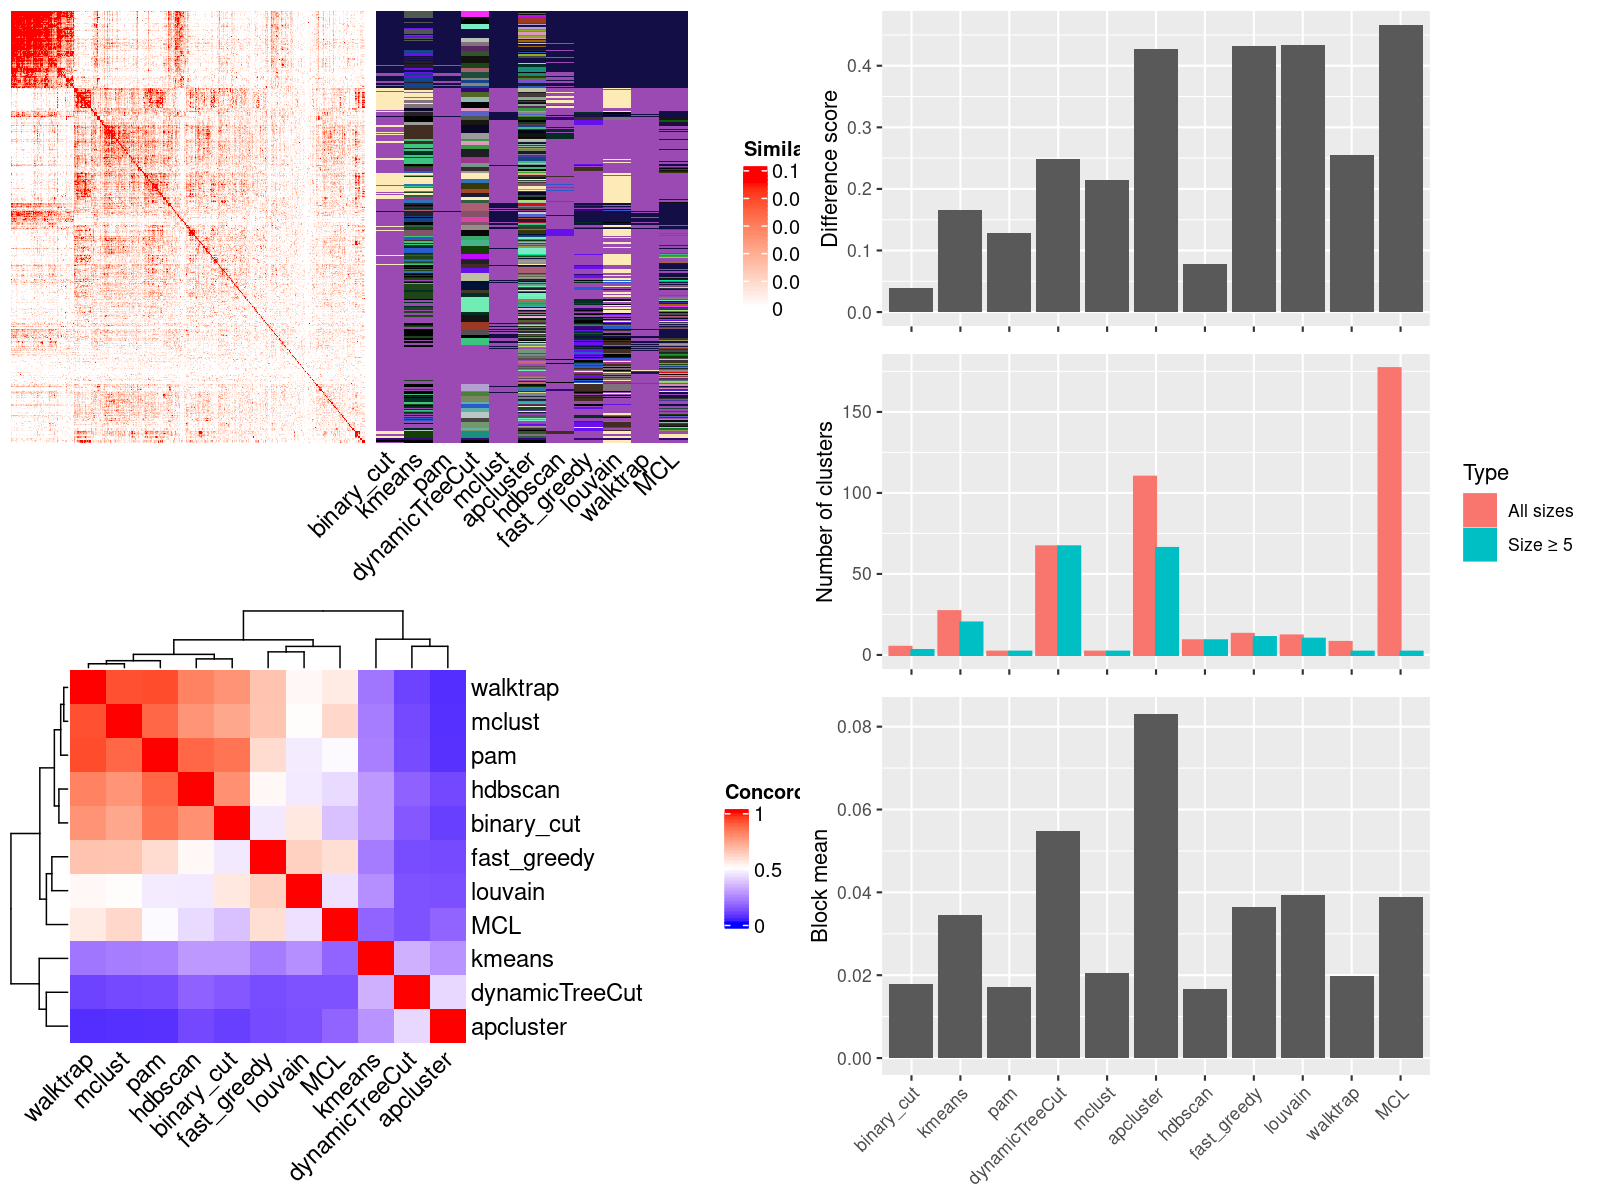 Simila
0.1
0.0
0.0
0.0
0.0
0
binary_cut
kmeans
pam
dynamicTreeCut
mclust
apcluster
hdbscan
fast_greedy
louvain
walktrap
MCL
walktrap
mclust
pam
hdbscan
binary_cut
fast_greedy
louvain
MCL
kmeans
dynamicTreeCut
apcluster
walktrap
mclust
pam
hdbscan
binary_cut
fast_greedy
louvain
MCL
kmeans
dynamicTreeCut
apcluster
Concord
1
0.5
0
Difference score
0.4
0.3
0.2
0.1
0.0
Number of clusters
150
100
50
0
Type
All sizes
Size ≥ 5
Block mean
0.08
0.06
0.04
0.02
0.00
binary_cut
kmeans
pam
dynamicTreeCut
mclust
apcluster
hdbscan
fast_greedy
louvain
walktrap
MCL